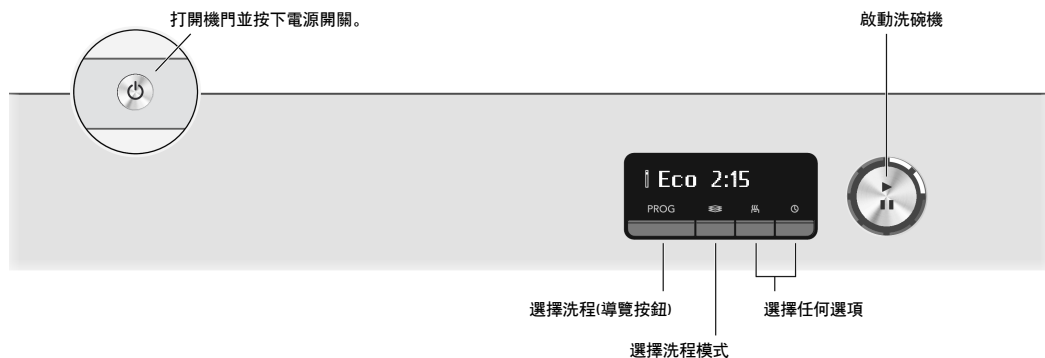 打開機門並按下電源開關。
啟動洗碗機
Eco 2:15
PROG
選擇洗程(導覽按鈕)
選擇任何選項
選擇洗程模式